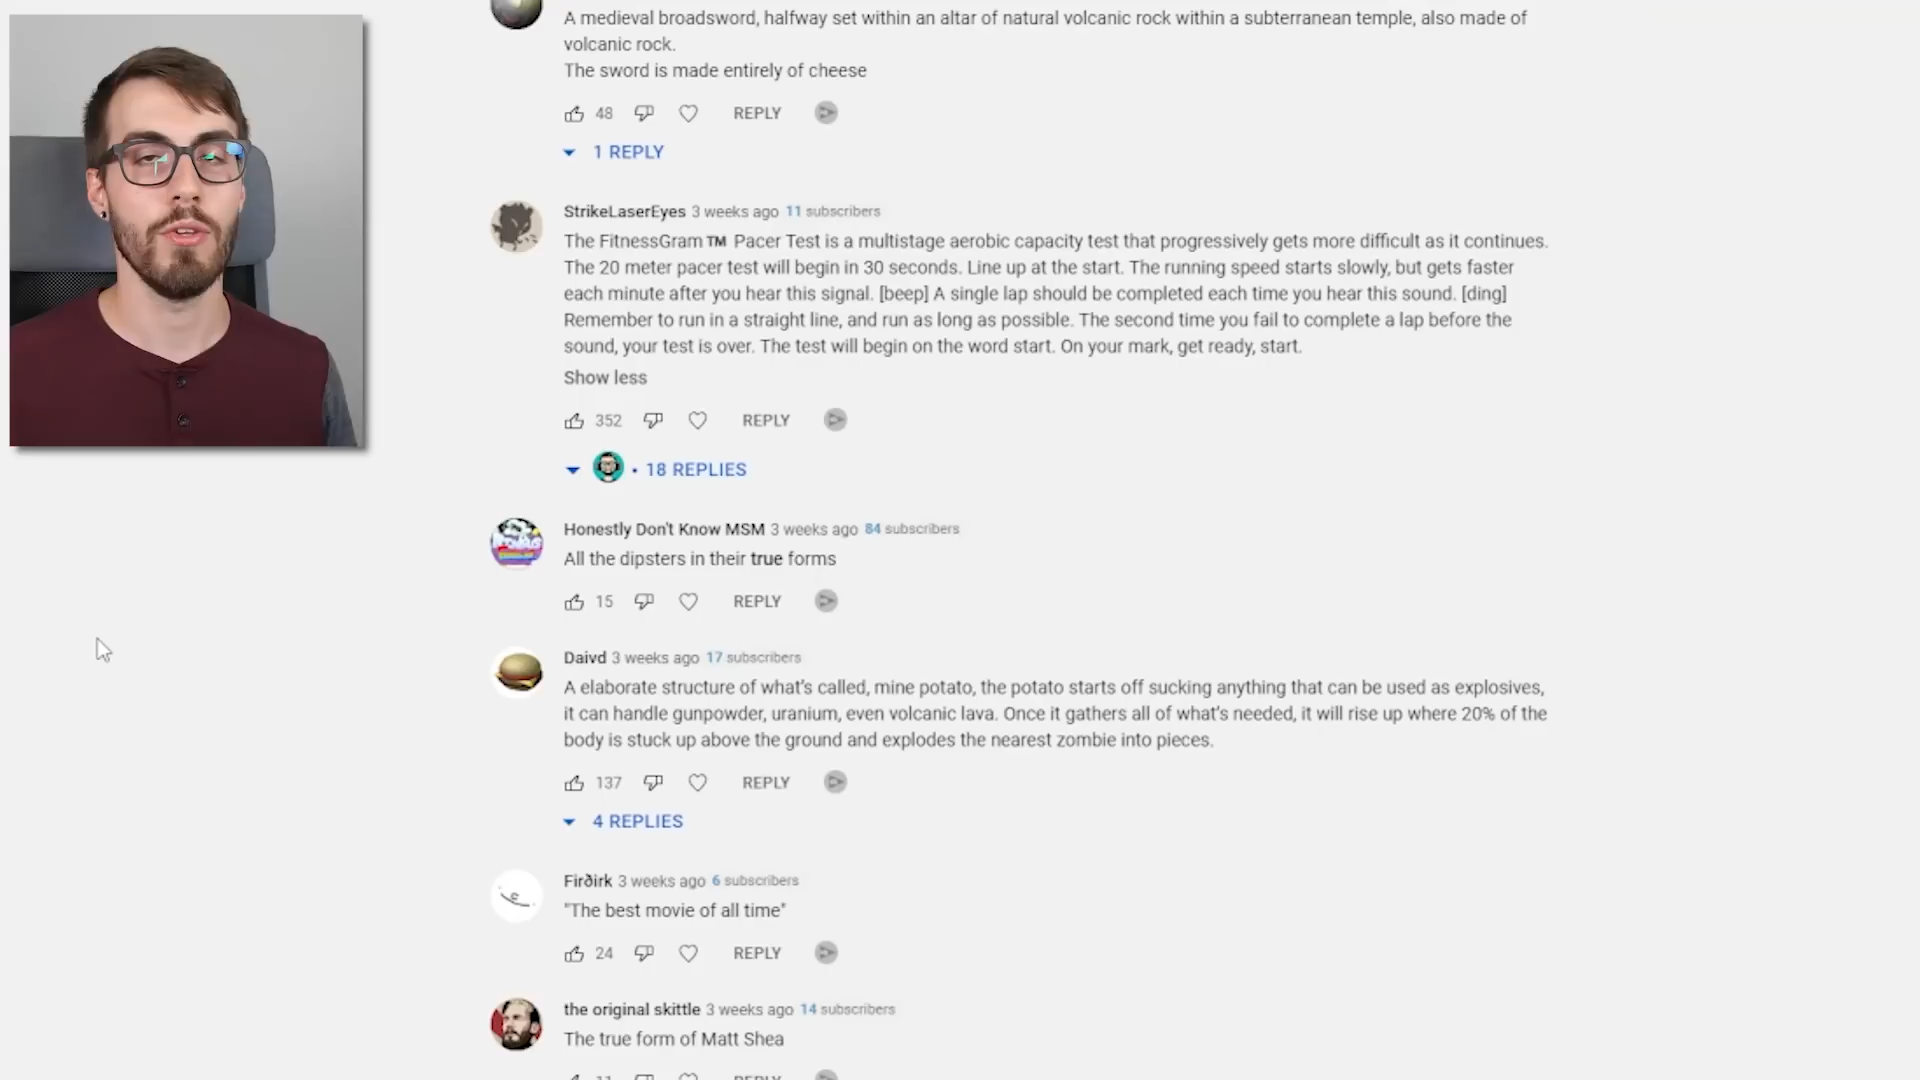 A medieval broadsword, halfway set within an altar of natural volcanic rock within a subterranean temple, also made of
volcanic rock.
The sword is made entirely of cheese
48 REPLY
1 REPLY
StrikeLaserEyes 3 weeks ago 11 subscribers
The FitnessGram™ Pacer Test is a multistage aerobic capacity test that progressively gets more difficult as it continues.
The 20 meter pacer test will begin in 30 seconds. Line up at the start. The running speed starts slowly, but gets faster
each minute after you hear this signal. [beep] A single lap should be completed each time you hear this sound. [ding]
Remember to run in a straight line, and run as long as possible. The second time you fail to complete a lap before the
sound, your test is over. The test will begin on the word start. On your mark, get ready, start.
Show less
352 REPLY
• 18 REPLIES
Honestly Don't Know MSM 3 weeks ago 84 subscribers
All the dipsters in their true forms
15 REPLY
Daivd 3 weeks ago 17 subscribers
A elaborate structure of what's called, mine potato, the potato starts off sucking anything that can be used as explosives,
it can handle gunpowder, uranium, even volcanic lava. Once it gathers all of what's needed, it will rise up where 20% of the
body is stuck up above the ground and explodes the nearest zombie into pieces.
137 REPLY
4 REPLIES
Firðirk 3 weeks ago 6 subscribers
"The best movie of all time"
24 REPLY
the original skittle 3 weeks ago 14 subscribers
The true form of Matt Shea
11 REPLY